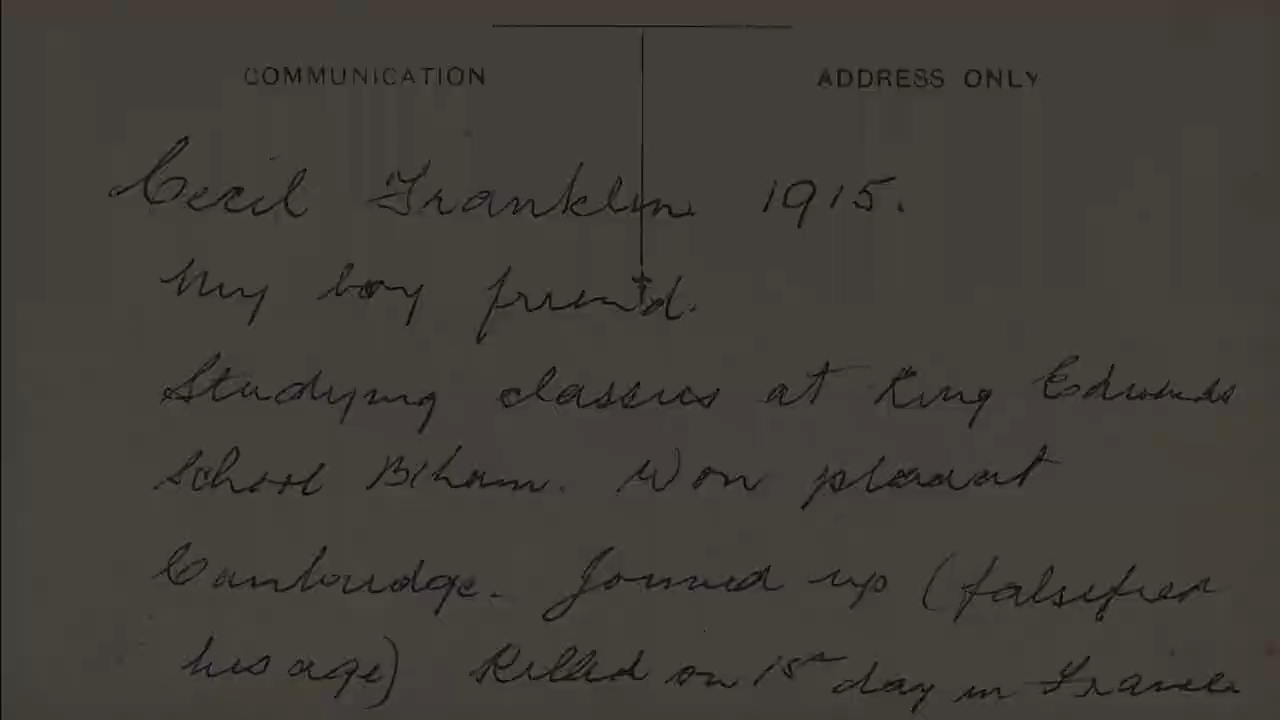 COMMUNICATION ADDRESS ONLY
Cecil Franklin 1915.
My boy friend.
Studying classics at King Edwards
School B'ham. Won place at
Cambridge. Joined up (falsified
his age) Killed on 1st day in France